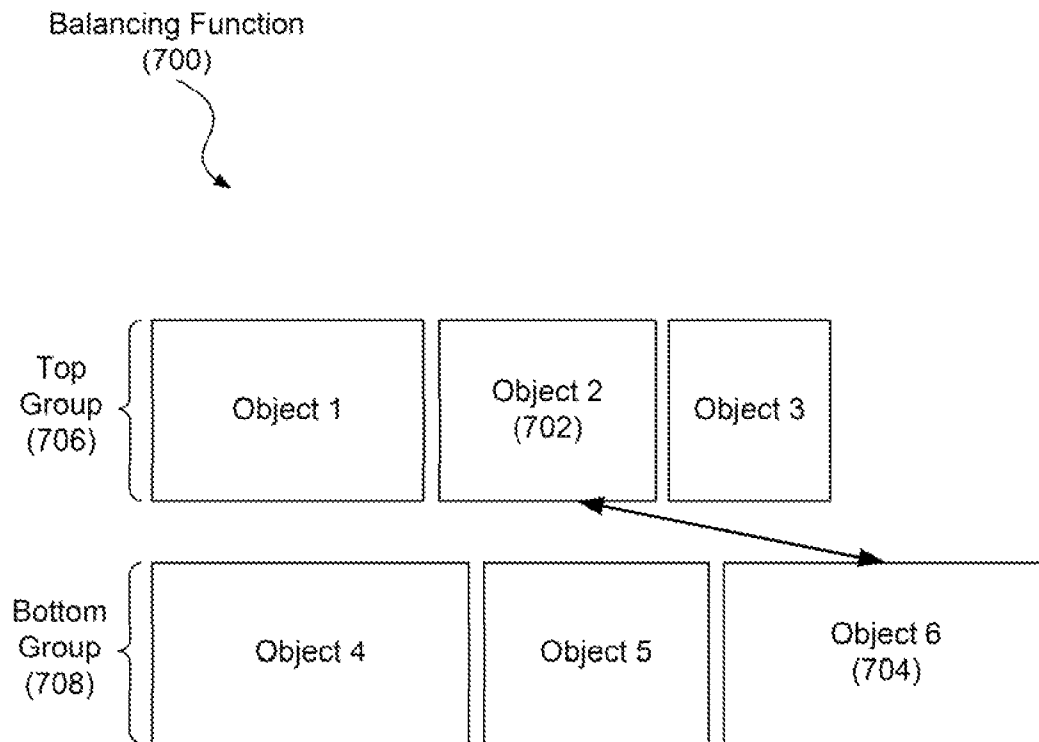 Balancing Function
(700)
Top
Group
(706)
Object 1
Object 2
(702)
Object 3
Bottom
Group
(708)
Object 4
Object 5
Object 6
(704)